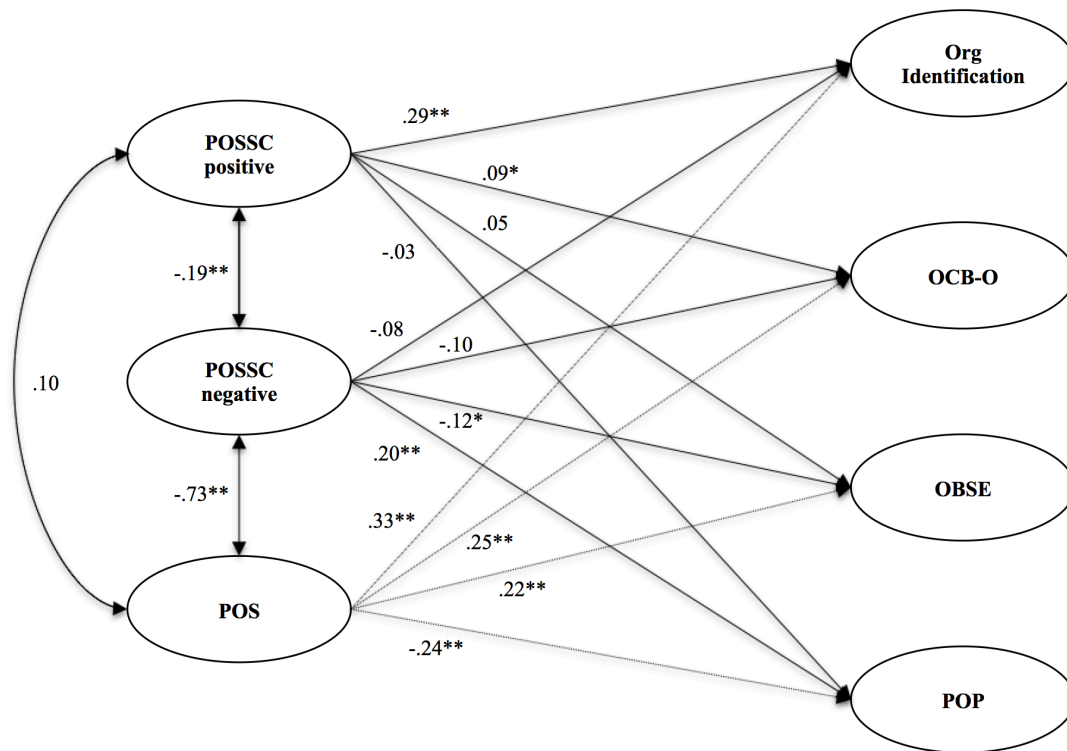 Org
Identification
.29**
POSSC
positive
.09*
.05
-.03
-.19**
OCB-O
-.08
-.10
POSSC
negative
.10
-.12*
.20**
-.73**
OBSE
.33**
.25**
.22**
POS
-.24**
POP